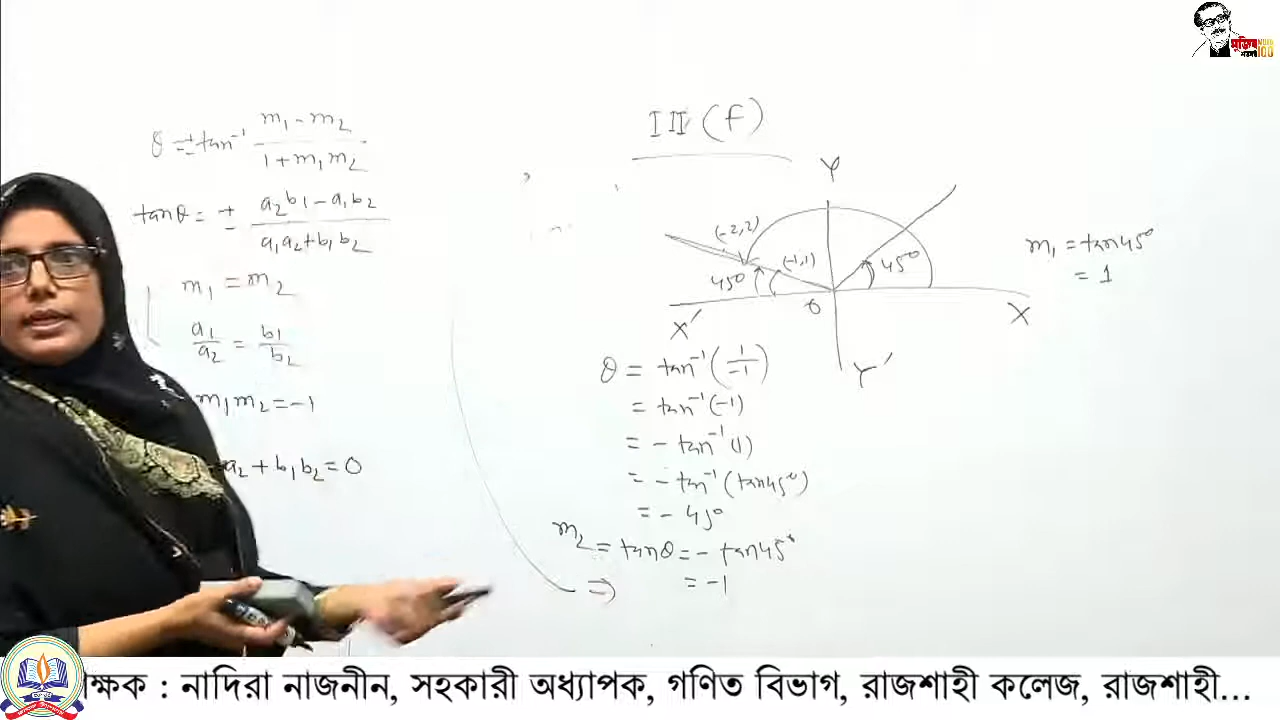 মুজিব
100
θ = ± tan⁻¹ (m₁ - m₂)/(1 + m₁m₂)
tanθ = ± (a₂b₁ - a₁b₂)/(a₁a₂ + b₁b₂)
m₁ = m₂
a₁/a₂ = b₁/b₂
m₁m₂ = -1
a₂ + b₁b₂ = 0
III (f)
Y
(-2,2)
(-1,1)
45°
45°
X′
O
X
Y′
m₁ = tan45°
= 1
θ = tan⁻¹(1/-1)
= tan⁻¹(-1)
= - tan⁻¹(1)
= - tan⁻¹(tan45°)
= - 45°
m₂ = tanθ = - tan45°
⇒ = -1
ক্ষক : নাদিরা নাজনীন, সহকারী অধ্যাপক, গণিত বিভাগ, রাজশাহী কলেজ, রাজশাহী...